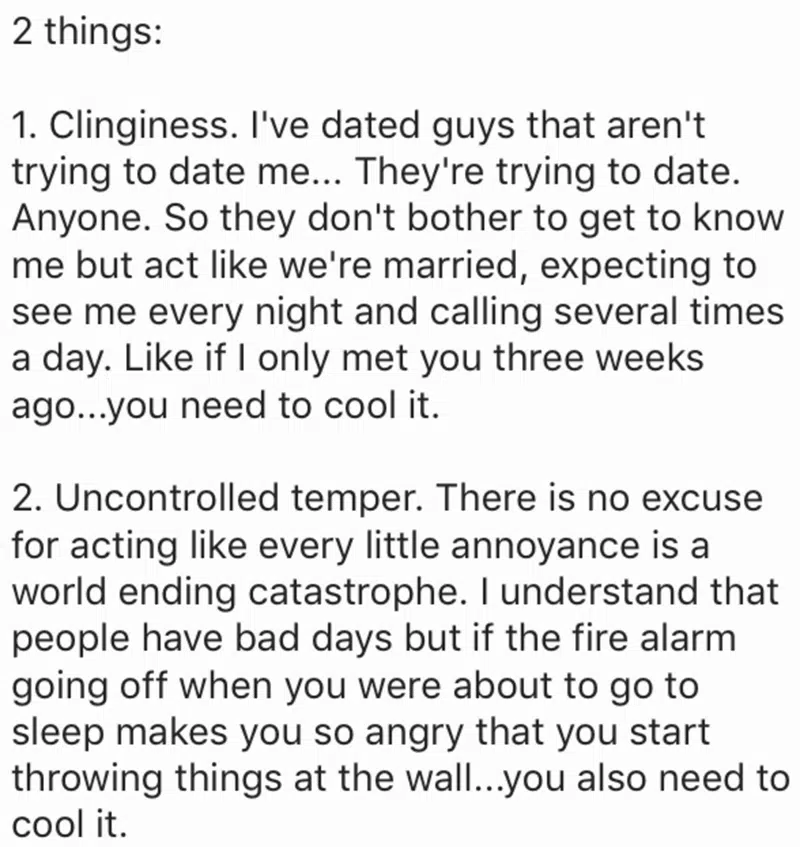 2 things:
1. Clinginess. I've dated guys that aren't
trying to date me... They're trying to date.
Anyone. So they don't bother to get to know
me but act like we're married, expecting to
see me every night and calling several times
a day. Like if I only met you three weeks
ago...you need to cool it.
2. Uncontrolled temper. There is no excuse
for acting like every little annoyance is a
world ending catastrophe. I understand that
people have bad days but if the fire alarm
going off when you were about to go to
sleep makes you so angry that you start
throwing things at the wall...you also need to
cool it.